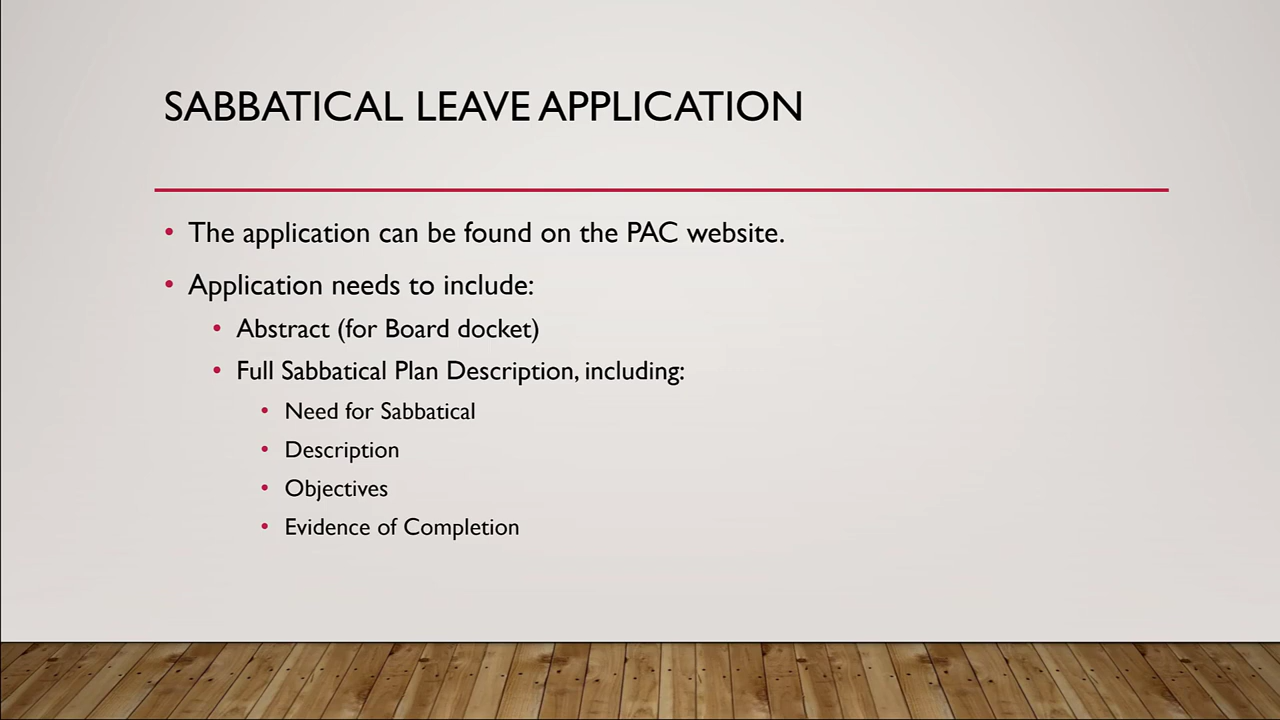 SABBATICAL LEAVE APPLICATION
• The application can be found on the PAC website.
• Application needs to include:
• Abstract (for Board docket)
• Full Sabbatical Plan Description, including:
• Need for Sabbatical
• Description
• Objectives
• Evidence of Completion